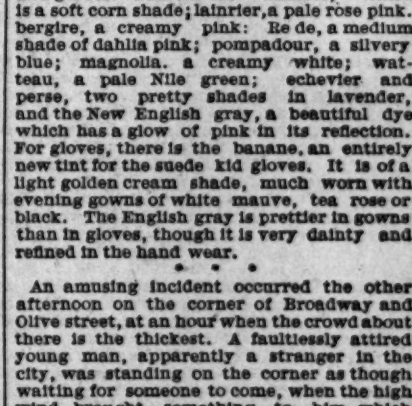 is a soft corn shade; lainrier,a pale rose pink.
bergire, a creamy pink: Re de, a medium
shade of dahlia pink; pompadour, a silvery
blue; magnolia. a creamy white; wat-
teau, a pale Nile green; echevier and
perse, two pretty shades in lavender,
and the New English gray, a beautiful dye
which has a glow of pink in its reflection.
For gloves, there is the banane, an entirely
new tint for the suede kid gloves. It is of a
light golden cream shade, much worn with
evening gowns of white mauve, tea rose or
black. The English gray is prettier in gowns
than in gloves, though it is very dainty and
refined in the hand wear.
* * *
An amusing incident occurred the other
afternoon on the corner of Broadway and
Olive street, at an hour when the crowd about
there is the thickest. A faultlessly attired
young man, apparently a stranger in the
city, was standing on the corner as though
waiting for someone to come, when the high